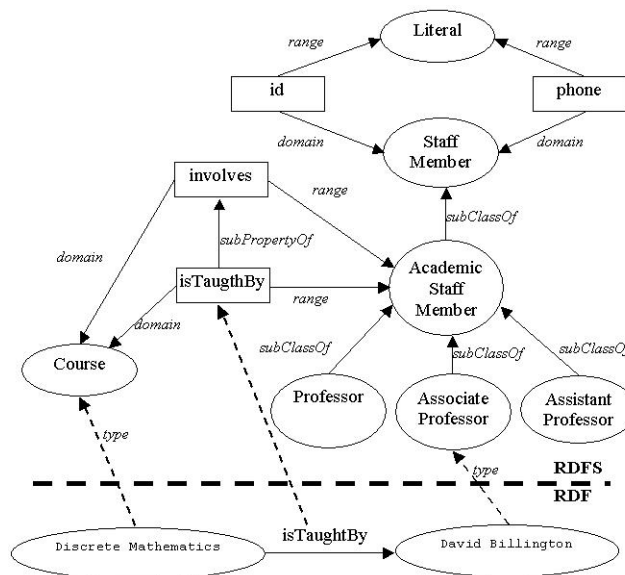 Literal
range
range
id
phone
domain
domain
Staff
Member
involves
range
subClassOf
domain
subPropertyOf
Academic
Staff
Member
isTaugthBy
range
domain
Course
subClassOf
subClassOf
subClassOf
Professor
Associate
Professor
Assistant
Professor
type
type
RDFS
RDF
isTaughtBy
Discrete Mathematics
David Billington